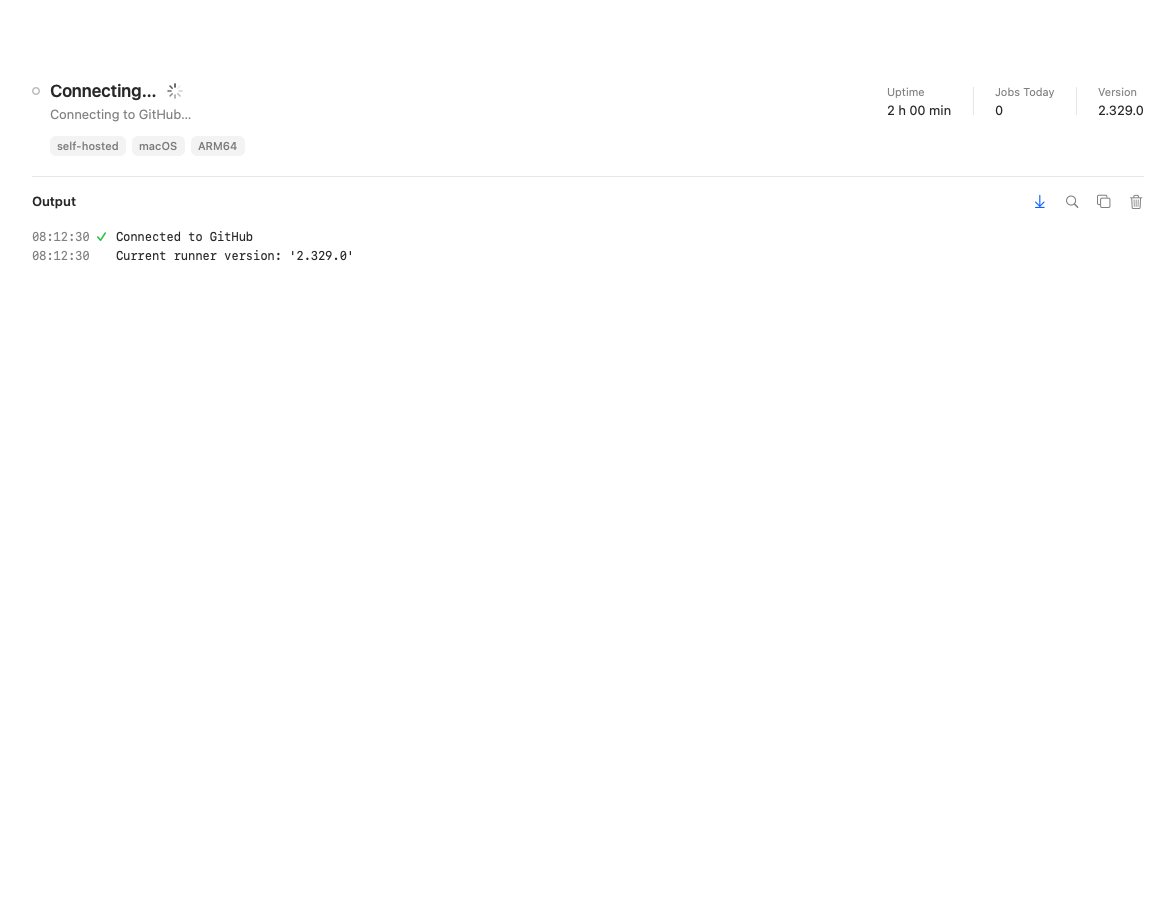 Connecting...
Connecting to GitHub...
self-hosted macOS ARM64
Uptime
2 h 00 min
Jobs Today
0
Version
2.329.0
Output
08:12:30 ✓ Connected to GitHub
08:12:30 Current runner version: '2.329.0'